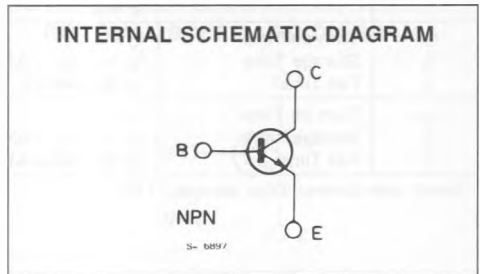 INTERNAL SCHEMATIC DIAGRAM
C
B
NPN
E
S- 6897